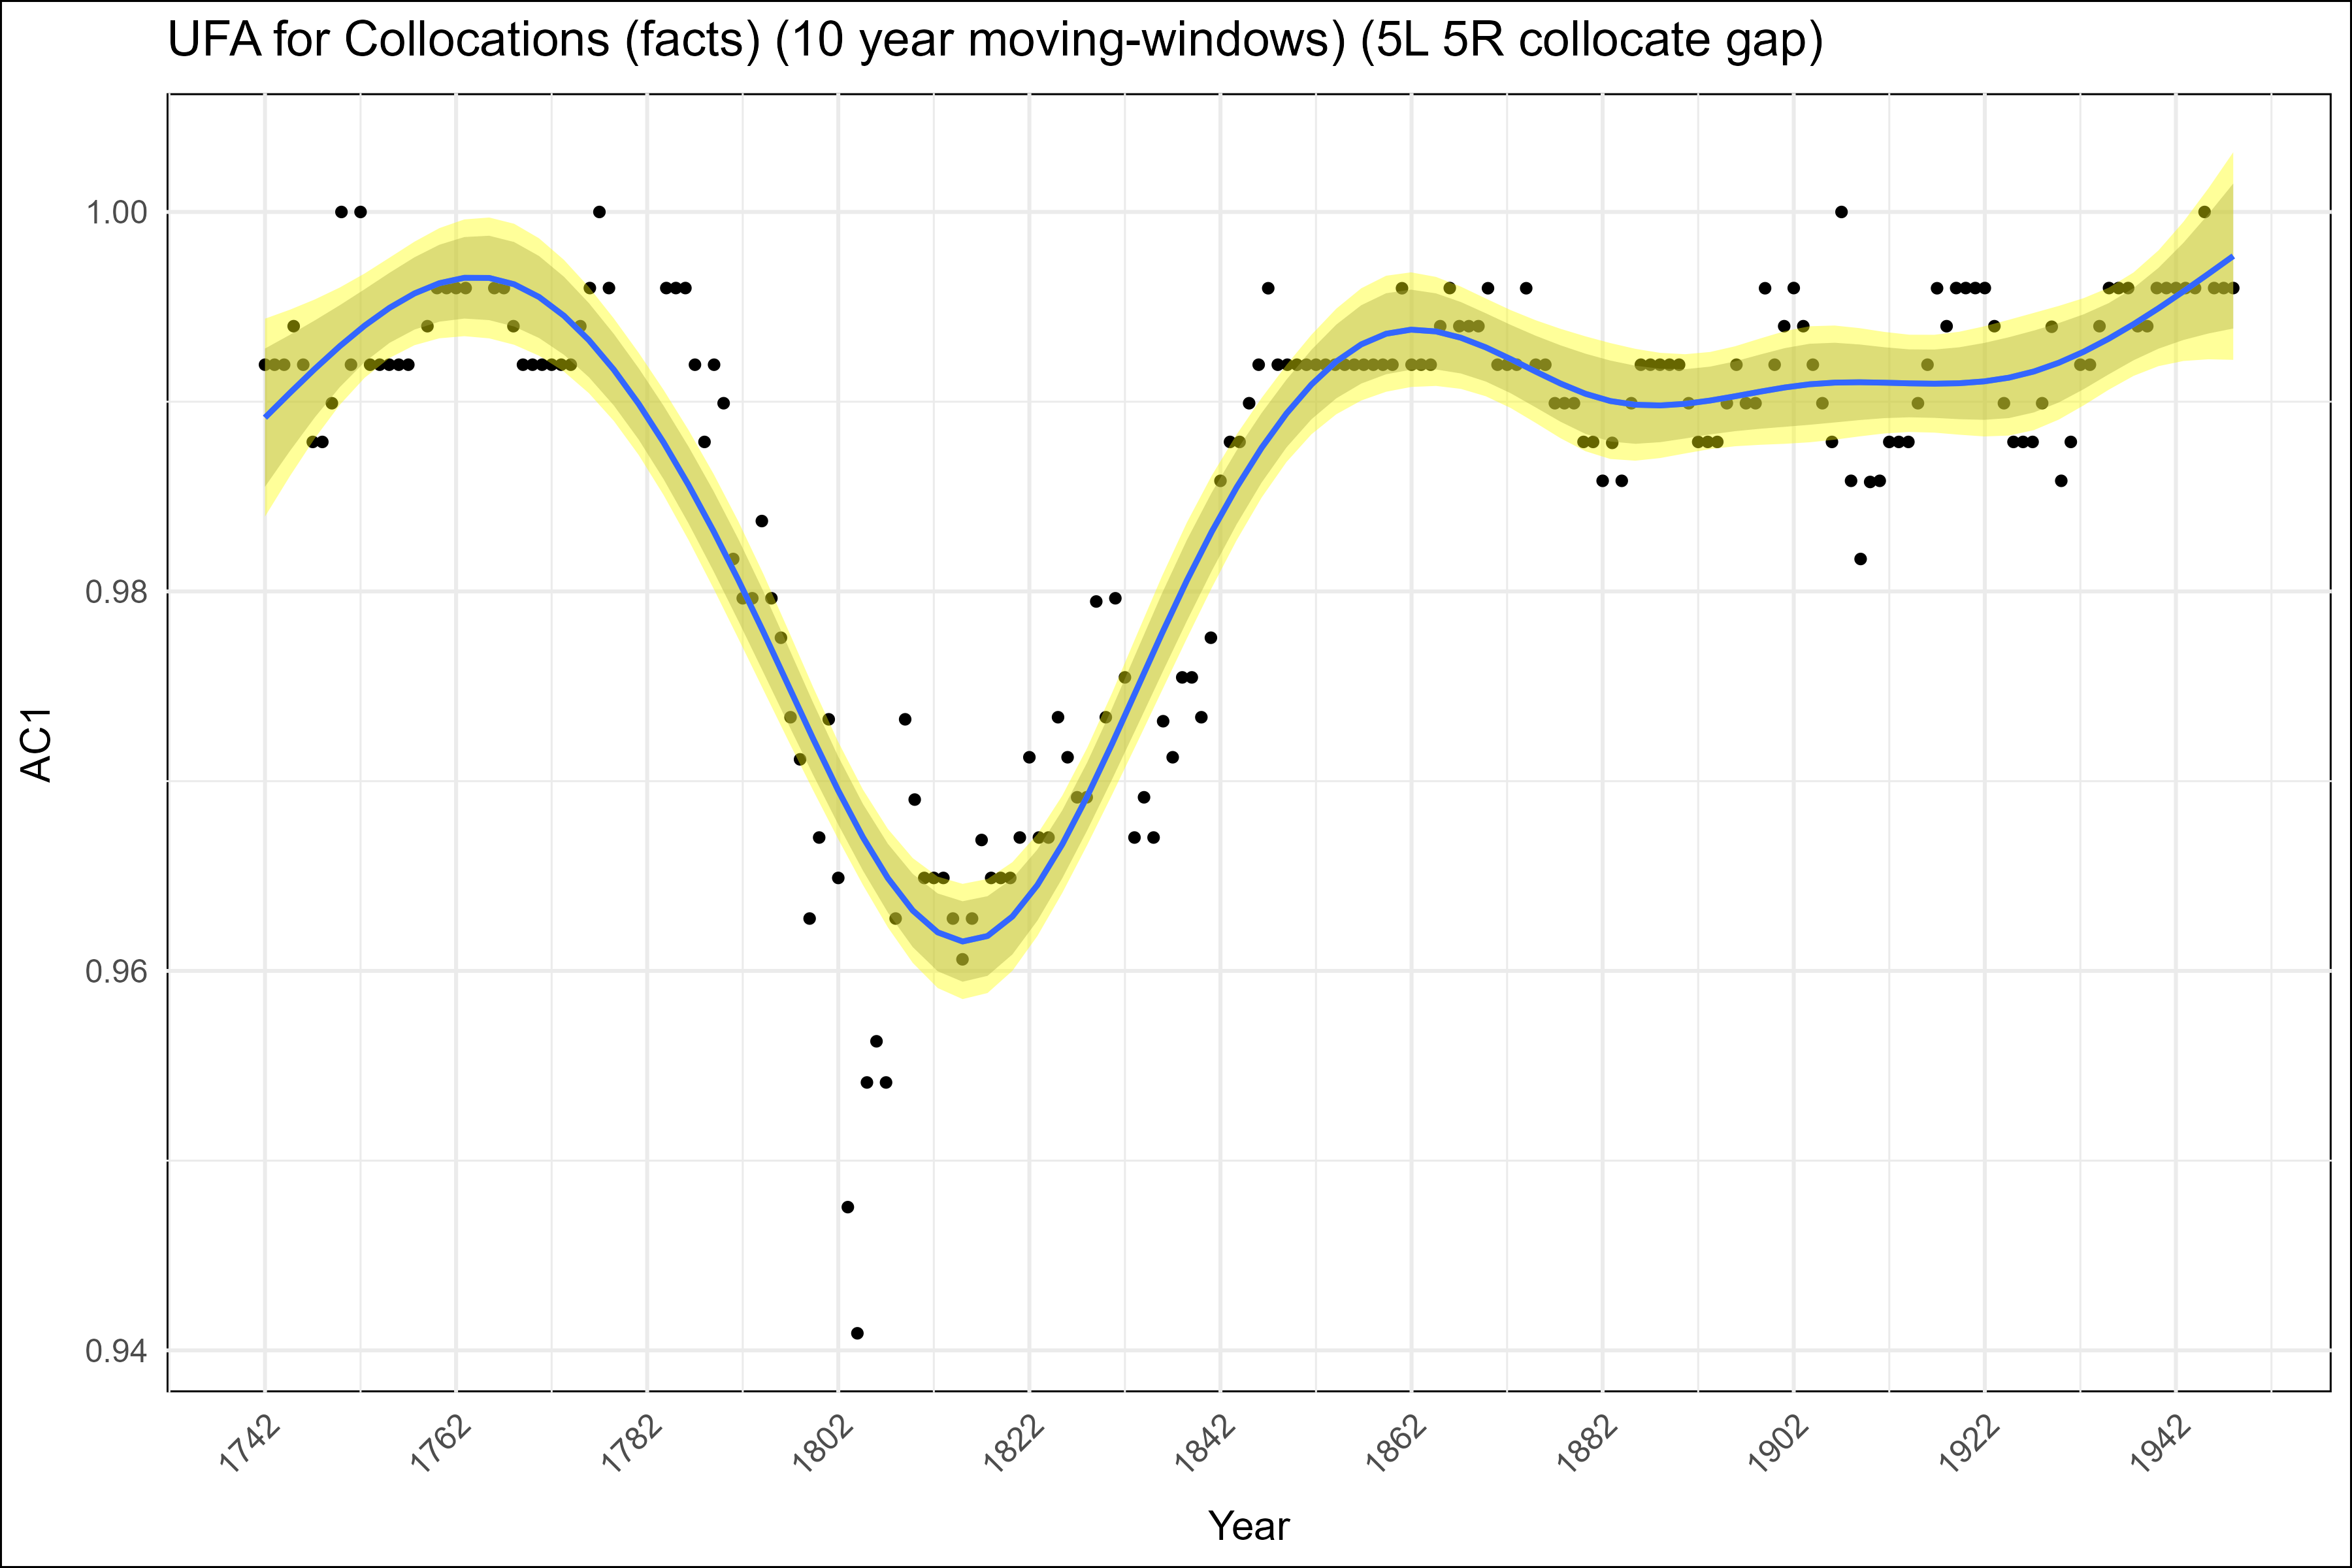 UFA for Collocations (facts) (10 year moving-windows) (5L 5R collocate gap)
1.00
0.98
0.96
0.94
AC1
1742 1762 1782 1802 1822 1842 1862 1882 1902 1922 1942
Year